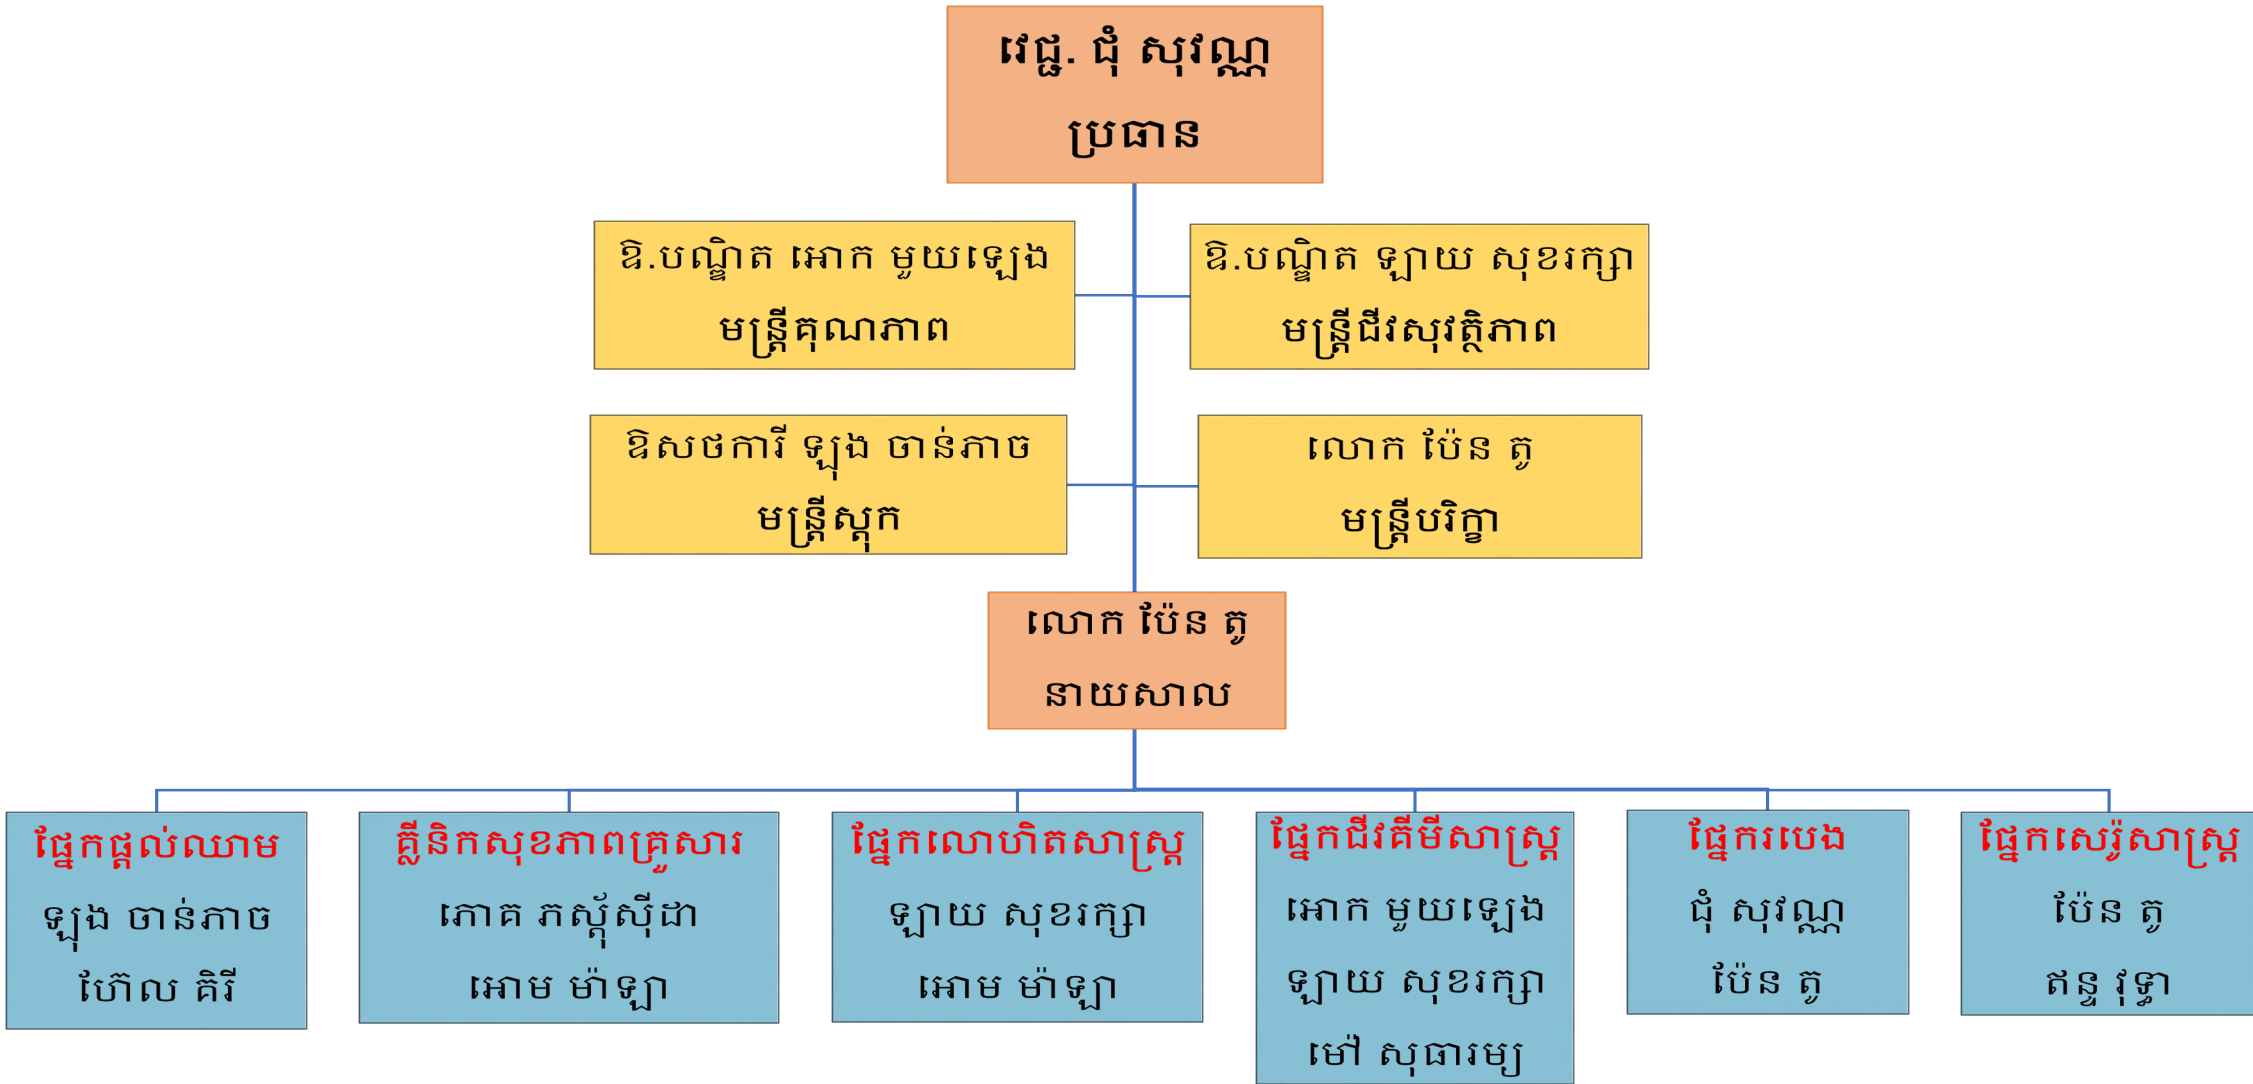 វេជ្ជ. ជុំ សុវណ្ណ
ប្រធាន
ឱ.បណ្ឌិត អោក មួយឡេង
មន្ត្រីគុណភាព
ឱ.បណ្ឌិត ឡាយ សុខរក្សា
មន្ត្រីជីវសុវត្ថិភាព
ឱសថការី ឡុង ចាន់ភាច
មន្ត្រីស្តុក
លោក ប៉ែន តូ
មន្ត្រីបរិក្ខា
លោក ប៉ែន តូ
នាយសាល
ផ្នែកផ្តល់ឈាម
ឡុង ចាន់ភាច
ហ៊ែល គិរី
គ្លីនិកសុខភាពគ្រួសារ
ភោគ ភស្ត័ុស៊ីដា
អោម ម៉ាឡា
ផ្នែកលោហិតសាស្ត្រ
ឡាយ សុខរក្សា
អោម ម៉ាឡា
ផ្នែកជីវគីមីសាស្ត្រ
អោក មួយឡេង
ឡាយ សុខរក្សា
មៅ សុធារម្យ
ផ្នែករបេង
ជុំ សុវណ្ណ
ប៉ែន តូ
ផ្នែកសេរ៉ូសាស្ត្រ
ប៉ែន តូ
ឥន្ទ វុទ្ធា